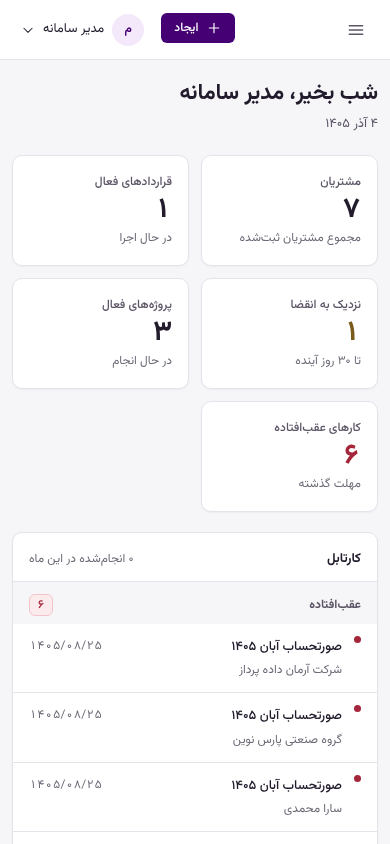 ایجاد
م
مدیر سامانه
شب بخیر، مدیر سامانه
۴ آذر ۱۴۰۵
مشتریان
۷
مجموع مشتریان ثبت‌شده
قراردادهای فعال
۱
در حال اجرا
نزدیک به انقضا
۱
تا ۳۰ روز آینده
پروژه‌های فعال
۳
در حال انجام
کارهای عقب‌افتاده
۶
مهلت گذشته
کارتابل
۰ انجام‌شده در این ماه
عقب‌افتاده
۶
صورتحساب آبان ۱۴۰۵
۱۴۰۵/۰۸/۲۵
شرکت آرمان داده پرداز
صورتحساب آبان ۱۴۰۵
۱۴۰۵/۰۸/۲۵
گروه صنعتی پارس نوین
صورتحساب آبان ۱۴۰۵
۱۴۰۵/۰۸/۲۵
سارا محمدی